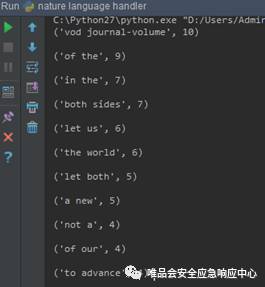 Run nature language handler
C:\Python27\python.exe "D:/Users/Admin
('vod journal-volume', 10)
('of the', 9)
('in the', 7)
('both sides', 7)
('let us', 6)
('the world', 6)
('let both', 5)
('a new', 5)
('not a', 4)
('of our', 4)
('to advance'
唯品会安全应急响应中心